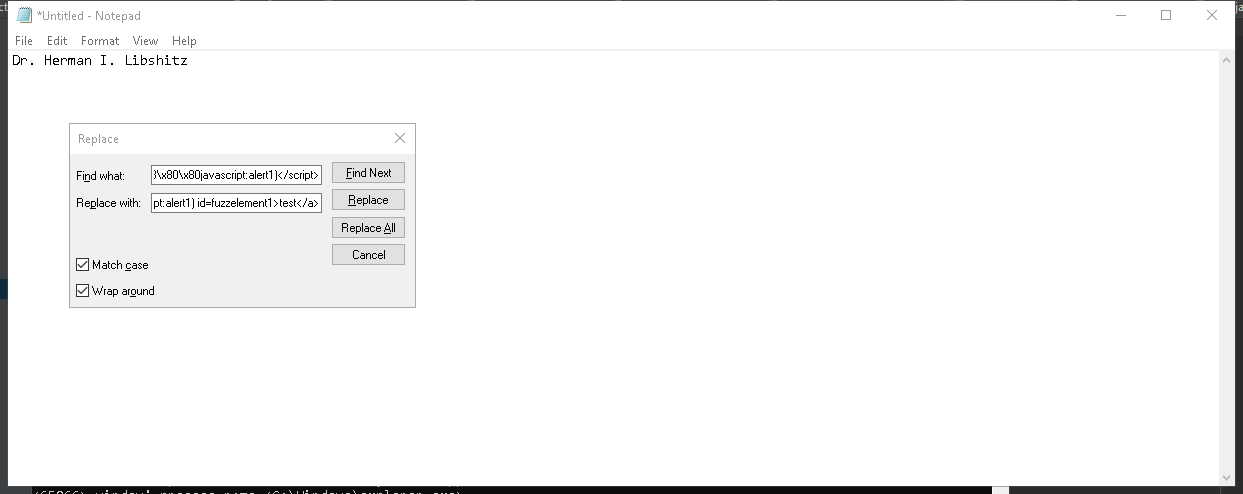 *Untitled - Notepad
File Edit Format View Help
Dr. Herman I. Libshitz
Replace
Find what: )\x80\x80javascript:alert1)</script> Find Next
Replace with: pt:alert1) id=fuzzelement1>test</a> Replace
Replace All
Cancel
Match case
Wrap around